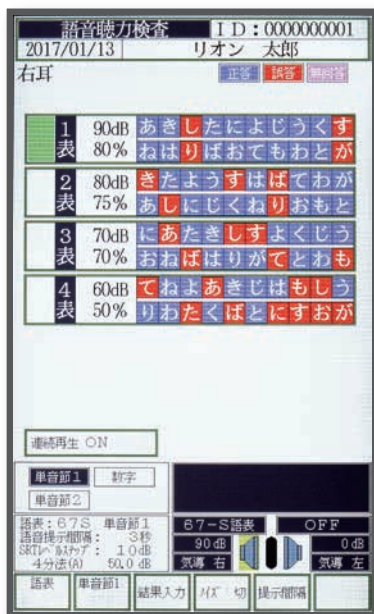 語音聴力検査 ID:0000000001
2017/01/13 リオン 太郎
右耳 正答 誤答 無回答
1表 90dB あきしたによじうくす
80% ねはりばおてもわとが
2表 80dB きたようすはばてわが
75% あしにじくねりおもと
3表 70dB にあたきしすよくじう
70% おねばはりがてとわも
4表 60dB てねよあきじはもしう
50% りわたくばとにすおが
連続再生 ON
単音節1 数字
単音節2
語表:67S 単音節1
語音提示間隔: 3秒
SRTレベルステップ: 10dB
4分法(A) 50.0 dB
67-S語表 OFF
90dB 0dB
気導 右 気導 左
語表 単音節1 結果入力 ノイズ 切 提示間隔